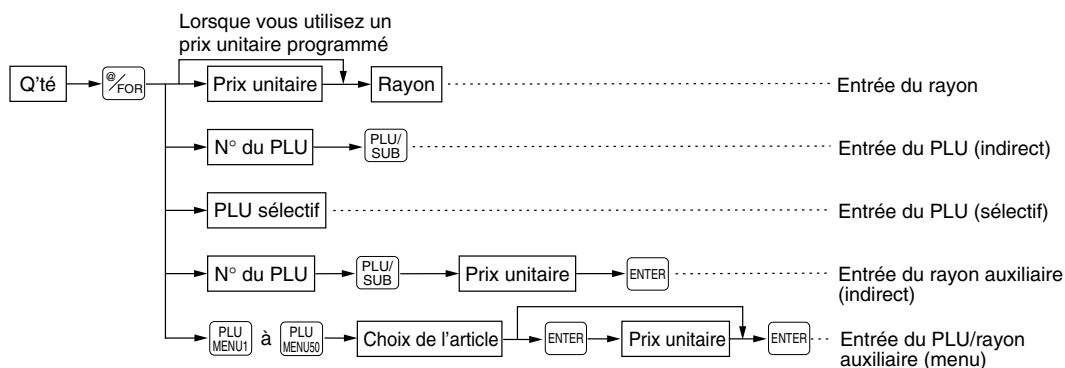 Lorsque vous utilisez un
prix unitaire programmé
Q'té @/FOR Prix unitaire Rayon Entrée du rayon
N° du PLU PLU/SUB Entrée du PLU (indirect)
PLU sélectif Entrée du PLU (sélectif)
N° du PLU PLU/SUB Prix unitaire ENTER Entrée du rayon auxiliaire
(indirect)
PLU MENU1 à PLU MENU50 Choix de l'article ENTER Prix unitaire ENTER Entrée du PLU/rayon
auxiliaire (menu)